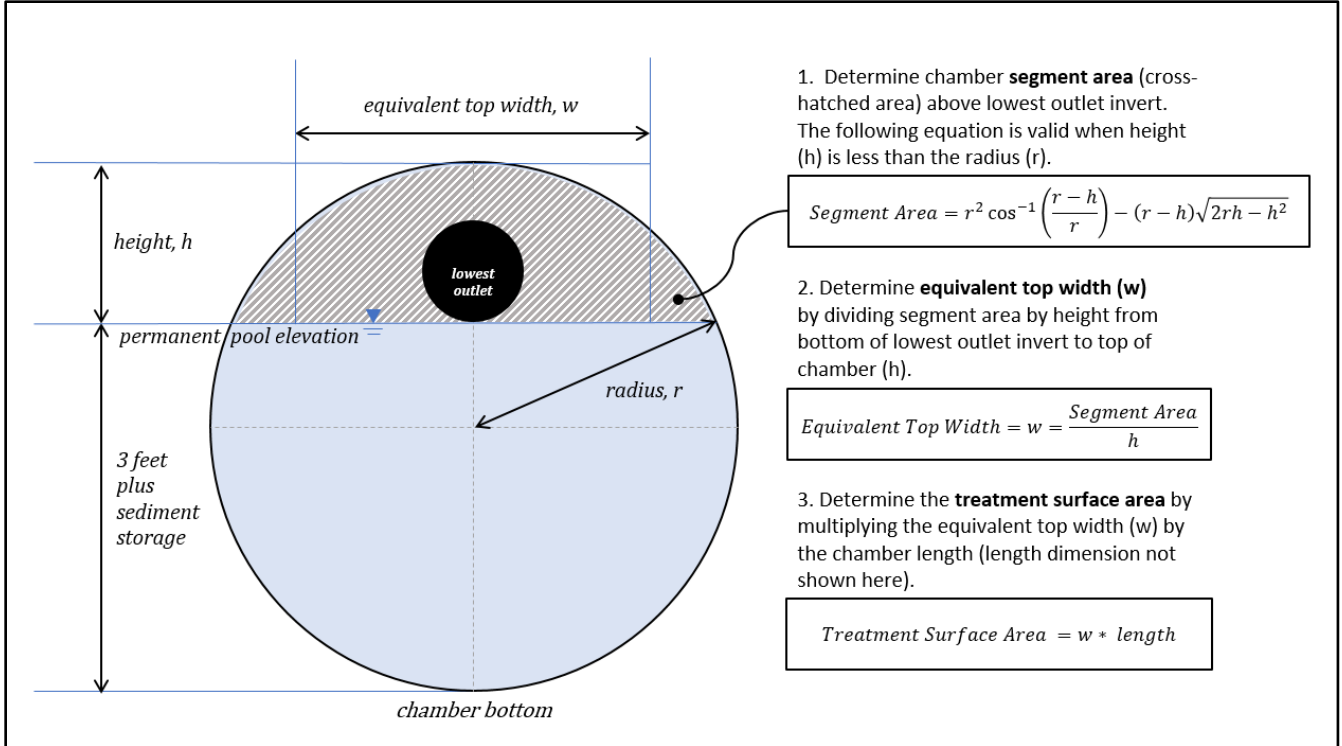 equivalent top width, w
height, h
lowest
outlet
permanent pool elevation
radius, r
3 feet
plus
sediment
storage
chamber bottom
1. Determine chamber segment area (cross-
hatched area) above lowest outlet invert.
The following equation is valid when height
(h) is less than the radius (r).
Segment Area = r² cos⁻¹((r − h)/r) − (r − h)√(2rh − h²)
2. Determine equivalent top width (w)
by dividing segment area by height from
bottom of lowest outlet invert to top of
chamber (h).
Equivalent Top Width = w = Segment Area/h
3. Determine the treatment surface area by
multiplying the equivalent top width (w) by
the chamber length (length dimension not
shown here).
Treatment Surface Area = w * length